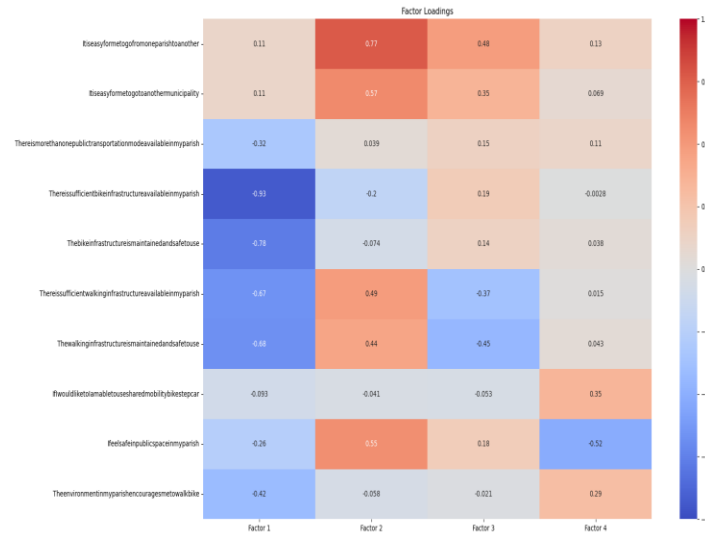 Factor Loadings
Itiseasyformetogofromoneparishtoanother 0.11 0.77 0.48 0.13
Itiseasyformetogotoanothermunicipality 0.11 0.57 0.35 0.069
Thereismorethanonepublictransportationmodeavailableinmyparish -0.32 0.039 0.15 0.11
Thereissufficientbikeinfrastructureavailableinmyparish -0.93 -0.2 0.19 -0.0028
Thebikeinfrastructureismaintainedandsafetouse -0.78 -0.074 0.14 0.038
Thereissufficientwalkinginfrastructureavailableinmyparish -0.67 0.49 -0.37 0.015
Thewalkinginfrastructureismaintainedandsafetouse -0.68 0.44 -0.45 0.043
IfIwouldliketoIamabletousesharedmobilitybikestepcar -0.093 -0.041 -0.053 0.35
Ifeelsafeinpublicspaceinmyparish -0.26 0.55 0.18 -0.52
Theenvironmentinmyparishencouragesmetowalkbike -0.42 -0.058 -0.021 0.29
Factor 1 Factor 2 Factor 3 Factor 4